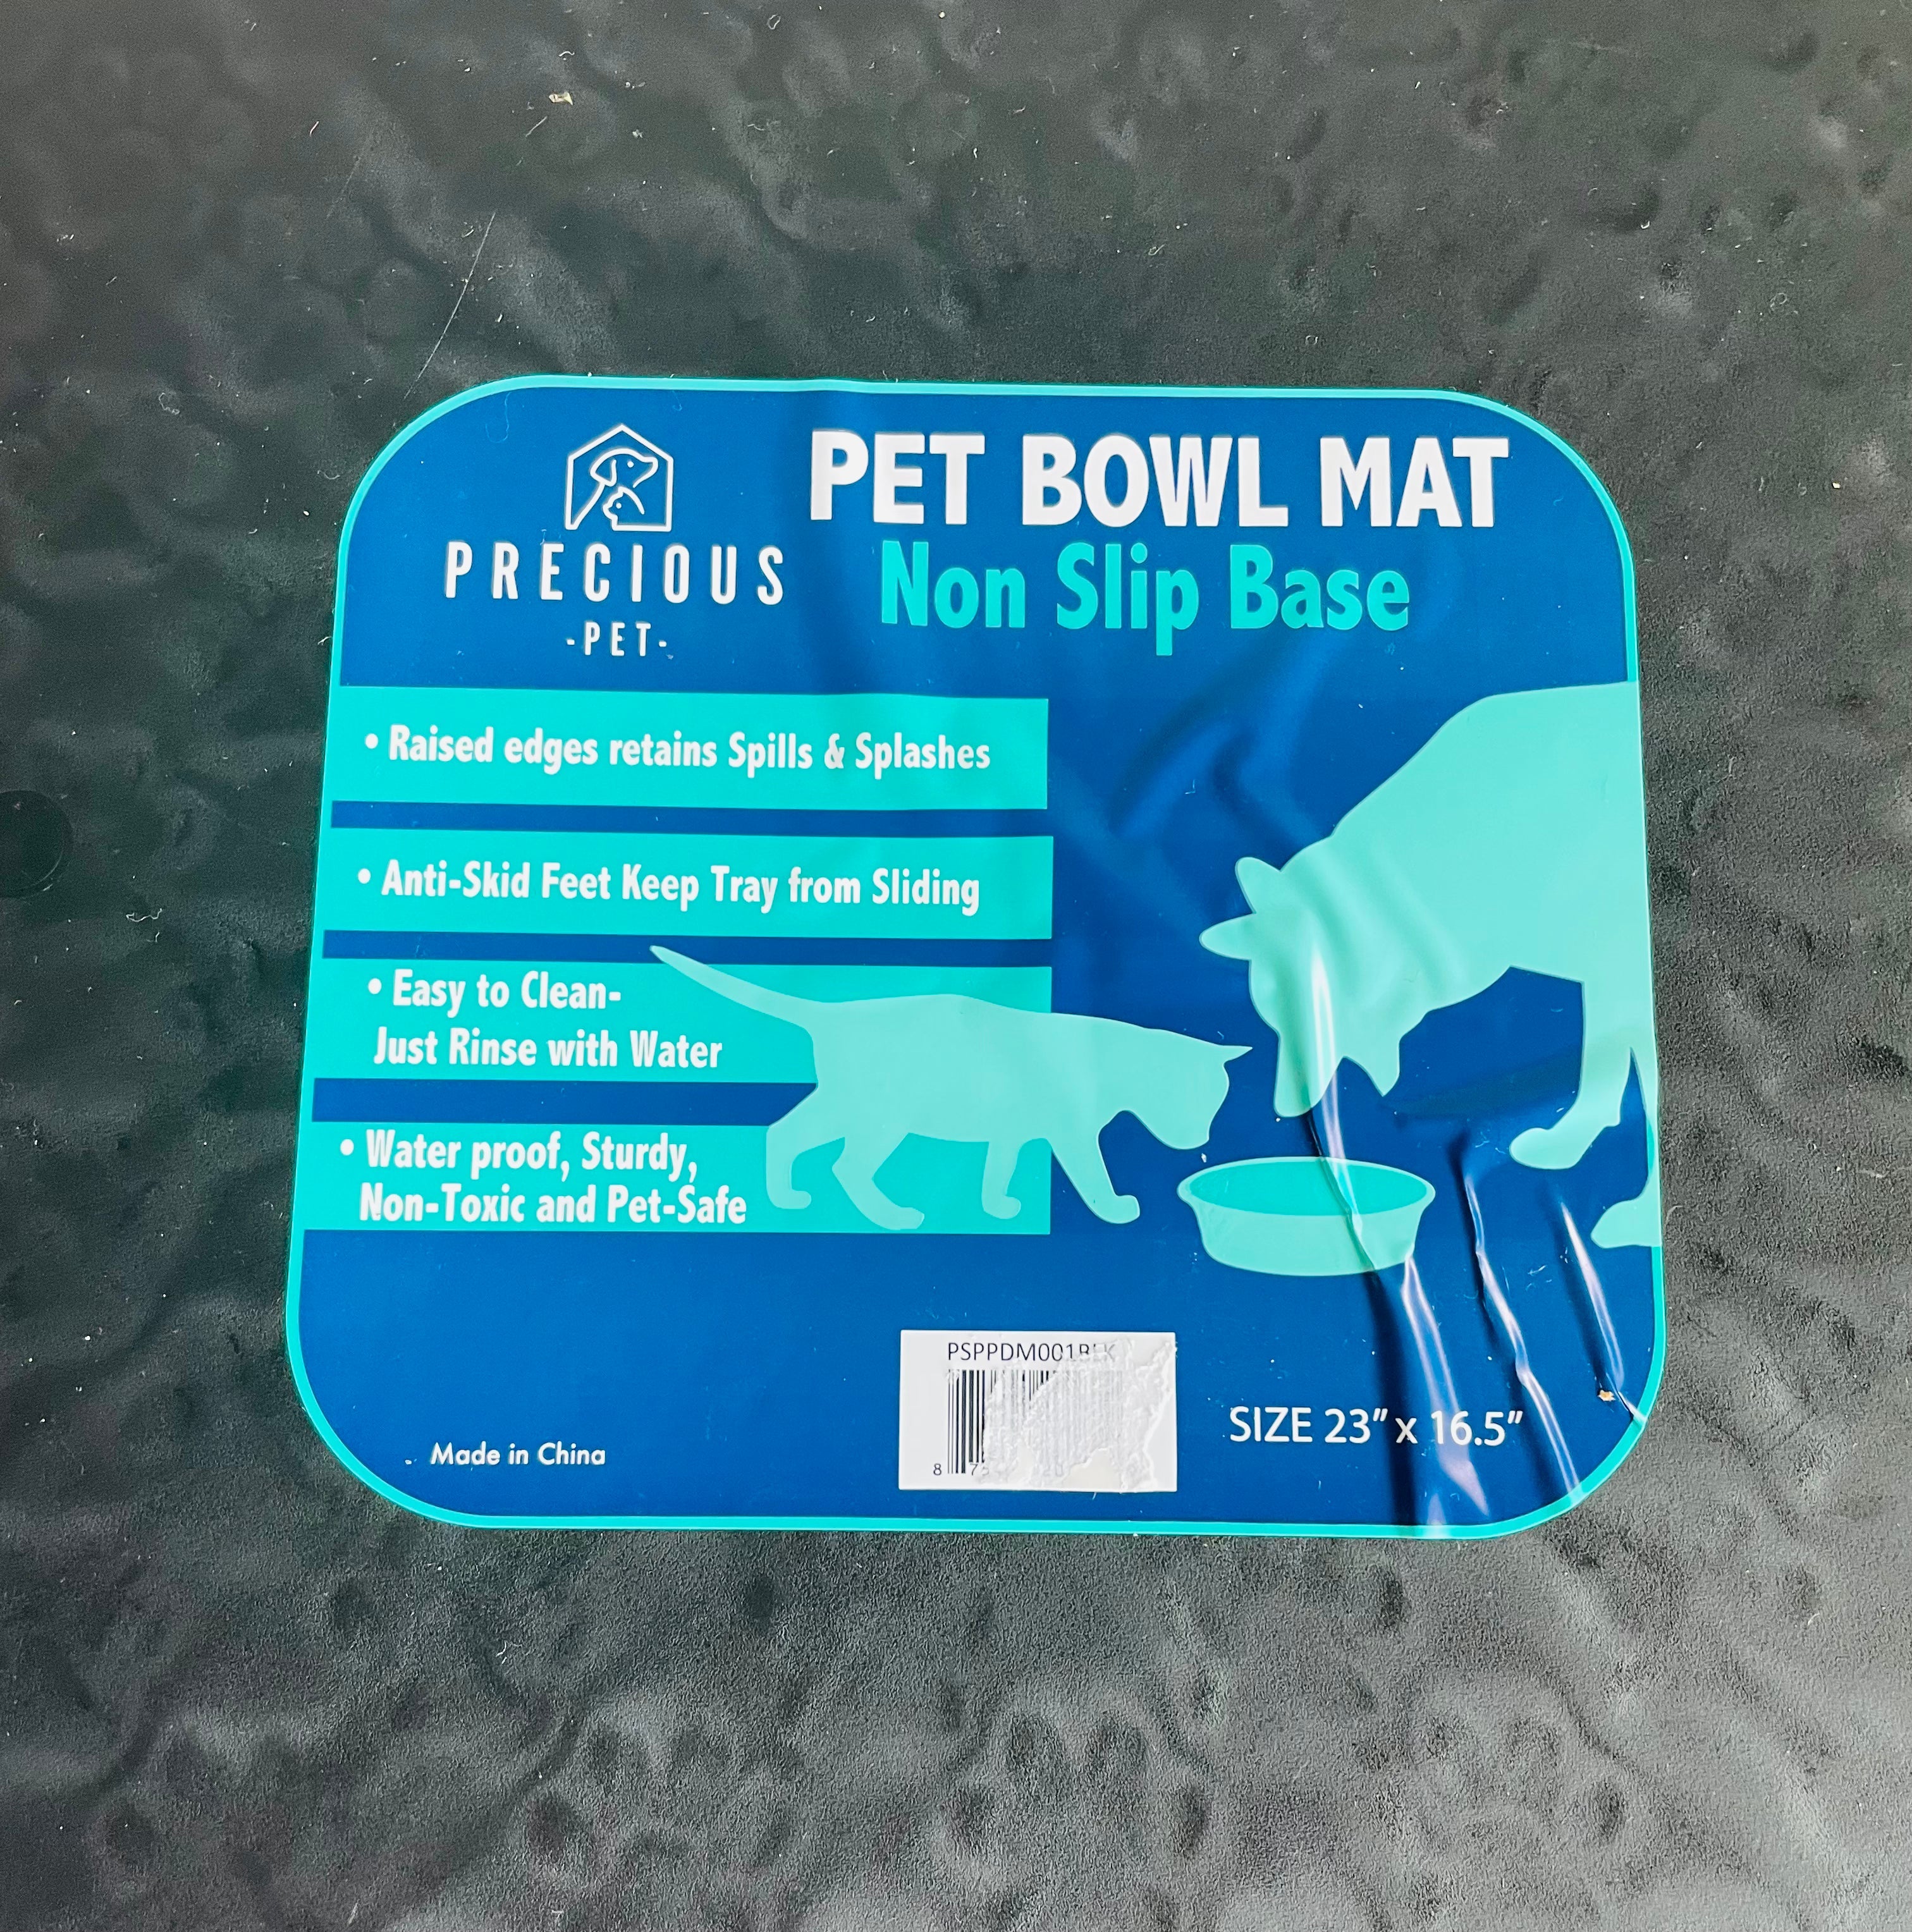 PRECIOUS
-PET-
PET BOWL MAT
Non Slip Base
• Raised edges retains Spills & Splashes
• Anti-Skid Feet Keep Tray from Sliding
• Easy to Clean-
Just Rinse with Water
• Water proof, Sturdy,
Non-Toxic and Pet-Safe
PSPPDM001BLK
Made in China
SIZE 23” x 16.5”